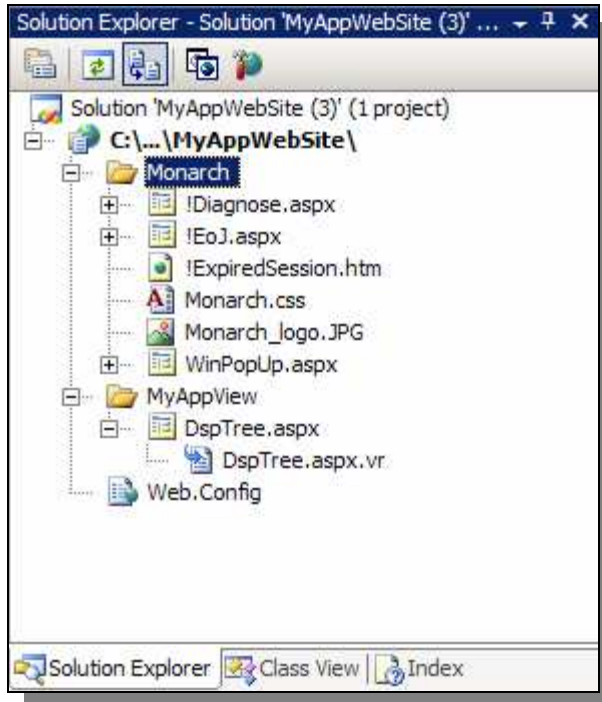 Solution Explorer - Solution 'MyAppWebSite (3)' ...
Solution 'MyAppWebSite (3)' (1 project)
C:\...\MyAppWebSite\
Monarch
!Diagnose.aspx
!EoJ.aspx
!ExpiredSession.htm
Monarch.css
Monarch_logo.JPG
WinPopUp.aspx
MyAppView
DspTree.aspx
DspTree.aspx.vr
Web.Config
Solution Explorer Class View Index